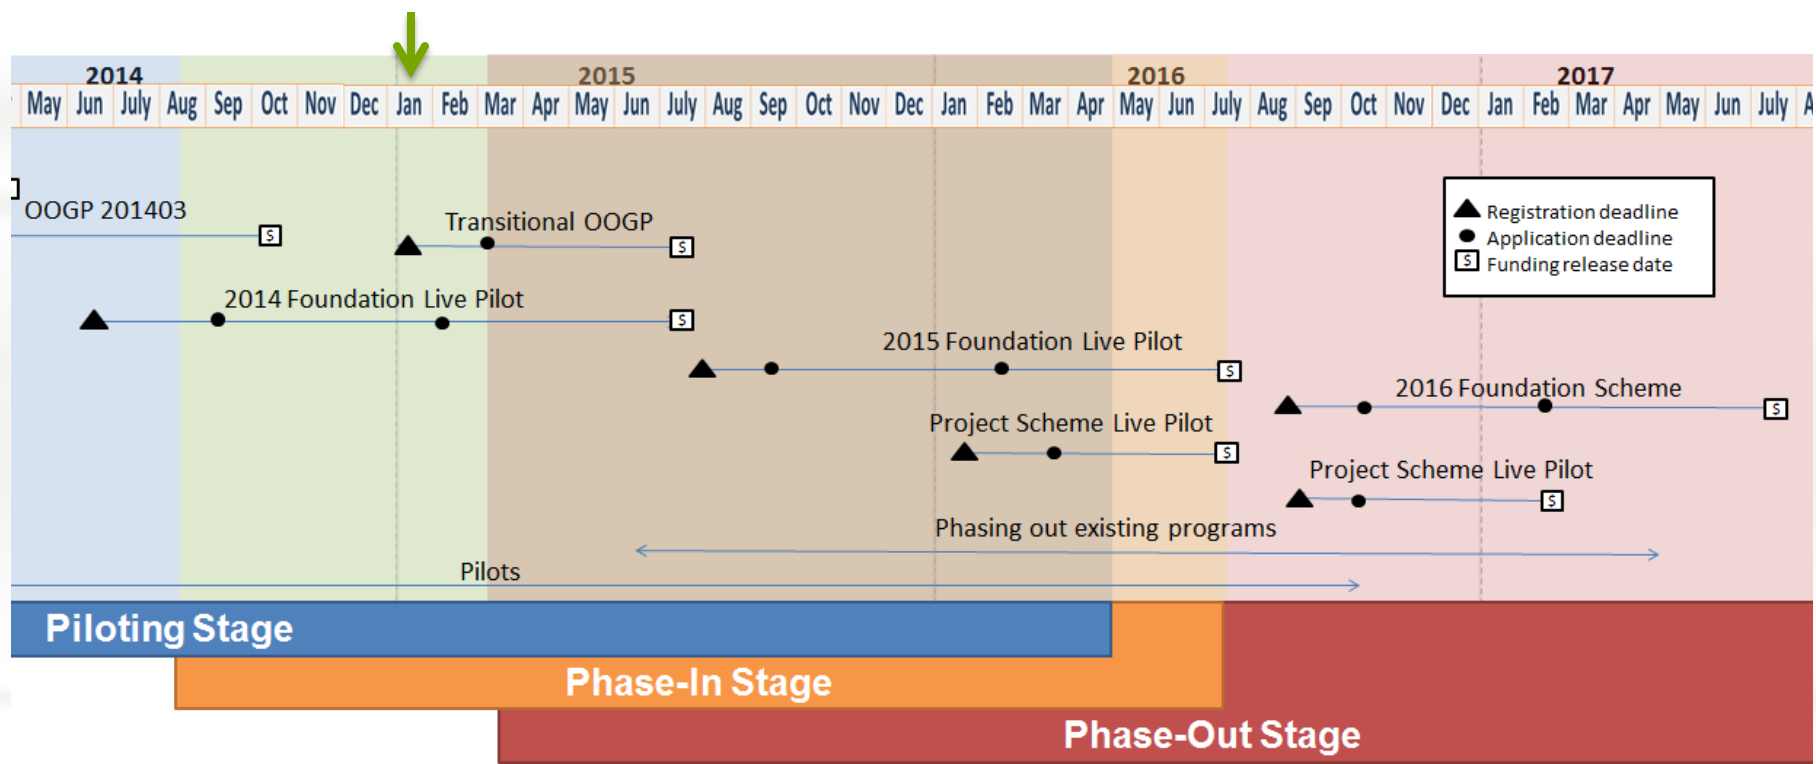 2014 2015 2016 2017
May Jun July Aug Sep Oct Nov Dec Jan Feb Mar Apr May Jun July Aug Sep Oct Nov Dec Jan Feb Mar Apr May Jun July Aug Sep Oct Nov Dec Jan Feb Mar Apr May Jun July A
OOGP 201403
$
Transitional OOGP
$
Registration deadline
Application deadline
$ Funding release date
2014 Foundation Live Pilot
$
2015 Foundation Live Pilot
$
2016 Foundation Scheme
$
Project Scheme Live Pilot
$
Project Scheme Live Pilot
$
Phasing out existing programs
Pilots
Piloting Stage
Phase-In Stage
Phase-Out Stage